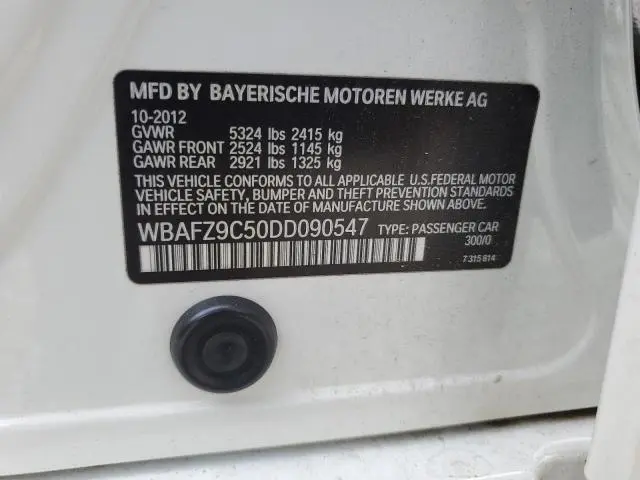 MFD BY BAYERISCHE MOTOREN WERKE AG
10-2012
GVWR 5324 lbs 2415 kg
GAWR FRONT 2524 lbs 1145 kg
GAWR REAR 2921 lbs 1325 kg
THIS VEHICLE CONFORMS TO ALL APPLICABLE U.S.FEDERAL MOTOR
VEHICLE SAFETY, BUMPER AND THEFT PREVENTION STANDARDS
IN EFFECT ON THE DATE OF MANUFACTURE SHOWN ABOVE.
WBAFZ9C50DD090547 TYPE: PASSENGER CAR
300/0
7 315 814